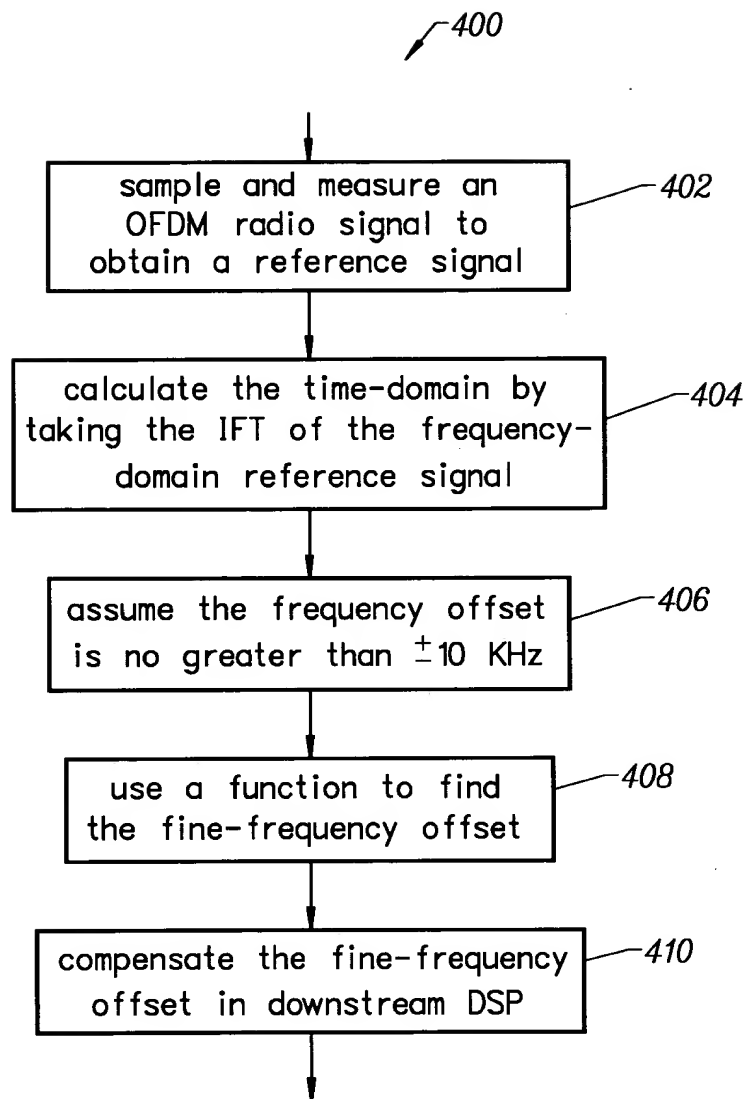 400
sample and measure an
OFDM radio signal to
obtain a reference signal
402
calculate the time-domain by
taking the IFT of the frequency-
domain reference signal
404
assume the frequency offset
is no greater than ±10 KHz
406
use a function to find
the fine-frequency offset
408
compensate the fine-frequency
offset in downstream DSP
410